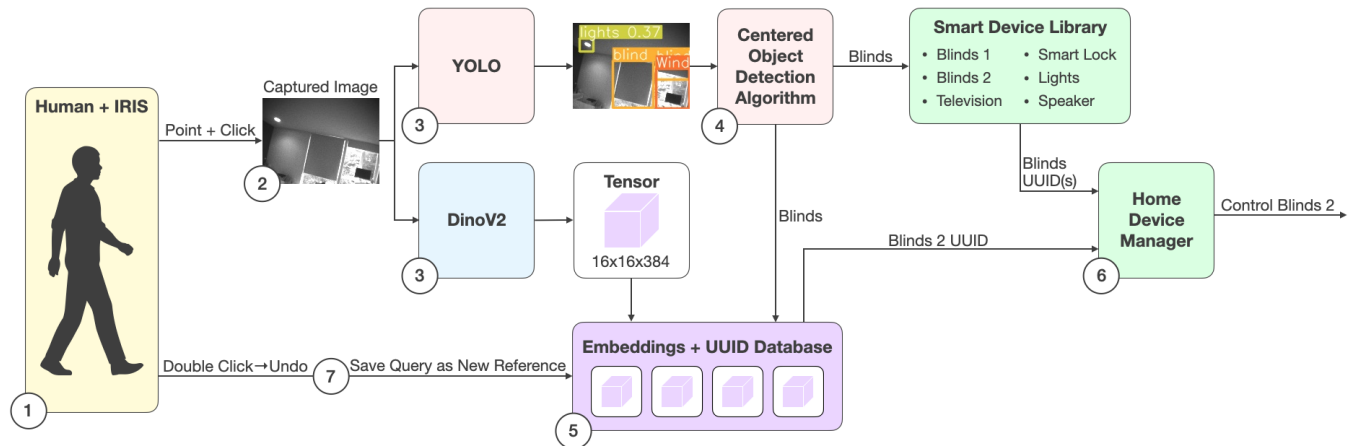 Human + IRIS
1
Point + Click
Captured Image
2
YOLO
3
DinoV2
3
lights 0.37
blind
blin
Wind
Tensor
16x16x384
Centered
Object
Detection
Algorithm
4
Blinds
Blinds
Smart Device Library
• Blinds 1
• Blinds 2
• Television
• Smart Lock
• Lights
• Speaker
Blinds
UUID(s)
Home
Device
Manager
6
Control Blinds 2
Blinds 2 UUID
Embeddings + UUID Database
5
Double Click→Undo
7
Save Query as New Reference